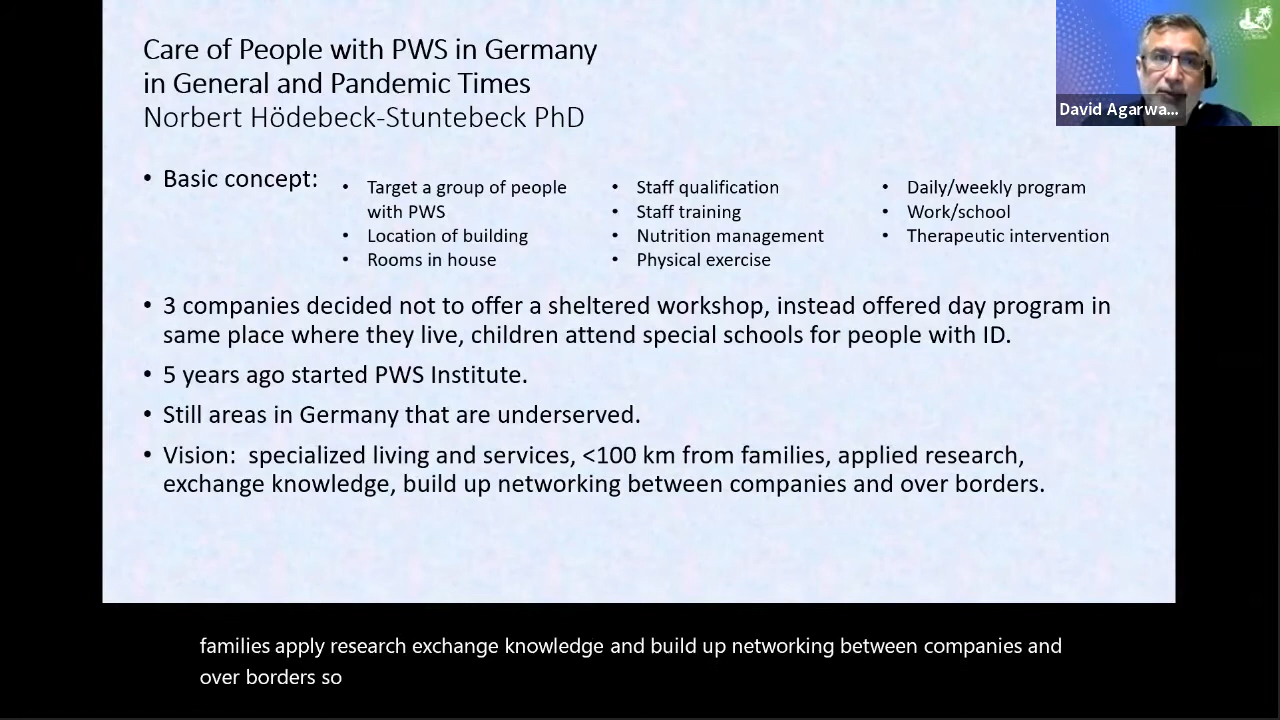 Care of People with PWS in Germany
in General and Pandemic Times
Norbert Hödebeck-Stuntebeck PhD
David Agarwa...
• Basic concept:
• Target a group of people
with PWS
• Location of building
• Rooms in house
• Staff qualification
• Staff training
• Nutrition management
• Physical exercise
• Daily/weekly program
• Work/school
• Therapeutic intervention
• 3 companies decided not to offer a sheltered workshop, instead offered day program in
same place where they live, children attend special schools for people with ID.
• 5 years ago started PWS Institute.
• Still areas in Germany that are underserved.
• Vision:  specialized living and services, <100 km from families, applied research,
exchange knowledge, build up networking between companies and over borders.
families apply research exchange knowledge and build up networking between companies and
over borders so